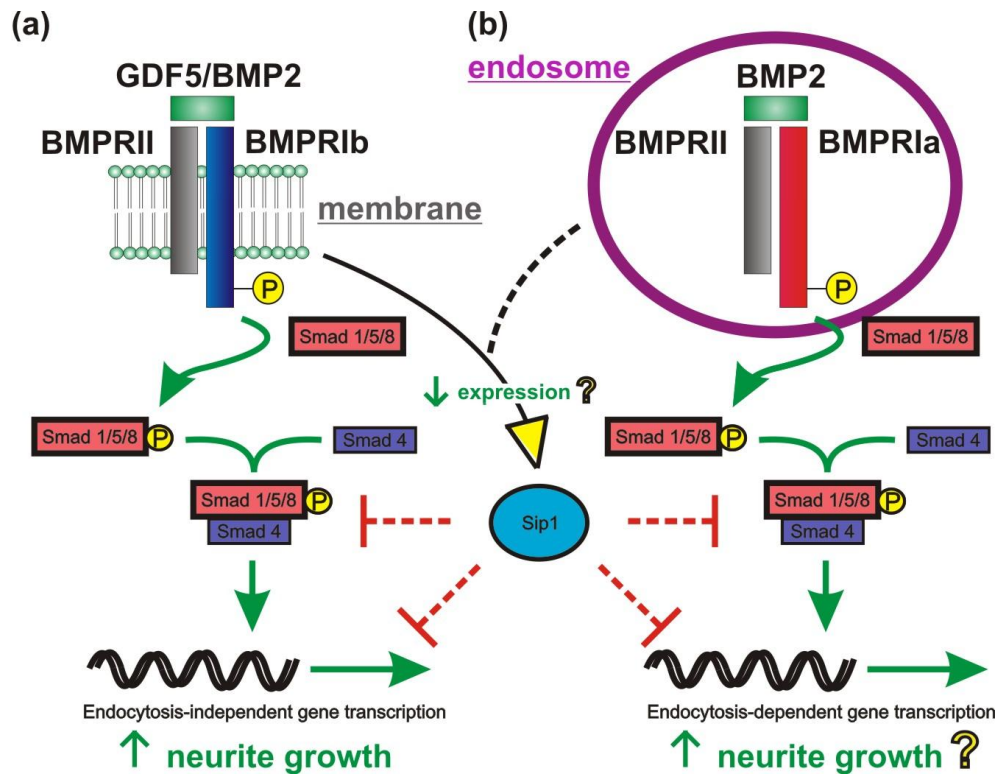 (a)
(b)
GDF5/BMP2
endosome
BMP2
BMPRII
BMPRIb
BMPRII
BMPRIa
membrane
P
P
Smad 1/5/8
Smad 1/5/8
↓ expression ?
Smad 1/5/8 P
Smad 4
Smad 1/5/8 P
Smad 4
Smad 1/5/8 P
Smad 4
Sip1
Smad 1/5/8 P
Smad 4
Endocytosis-independent gene transcription
Endocytosis-dependent gene transcription
↑ neurite growth
↑ neurite growth ?